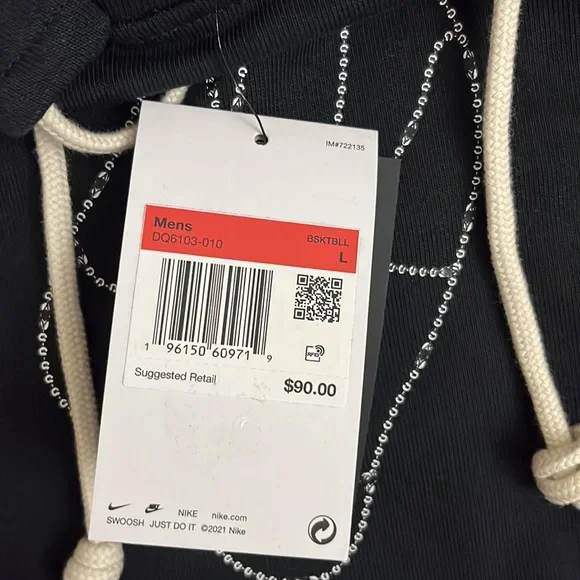 IM#722135
Mens
DQ6103-010
BSKTBLL
L
1 96150 60971 9
RFID
Suggested Retail
$90.00
NIKE nike.com
SWOOSH JUST DO IT ©2021 Nike